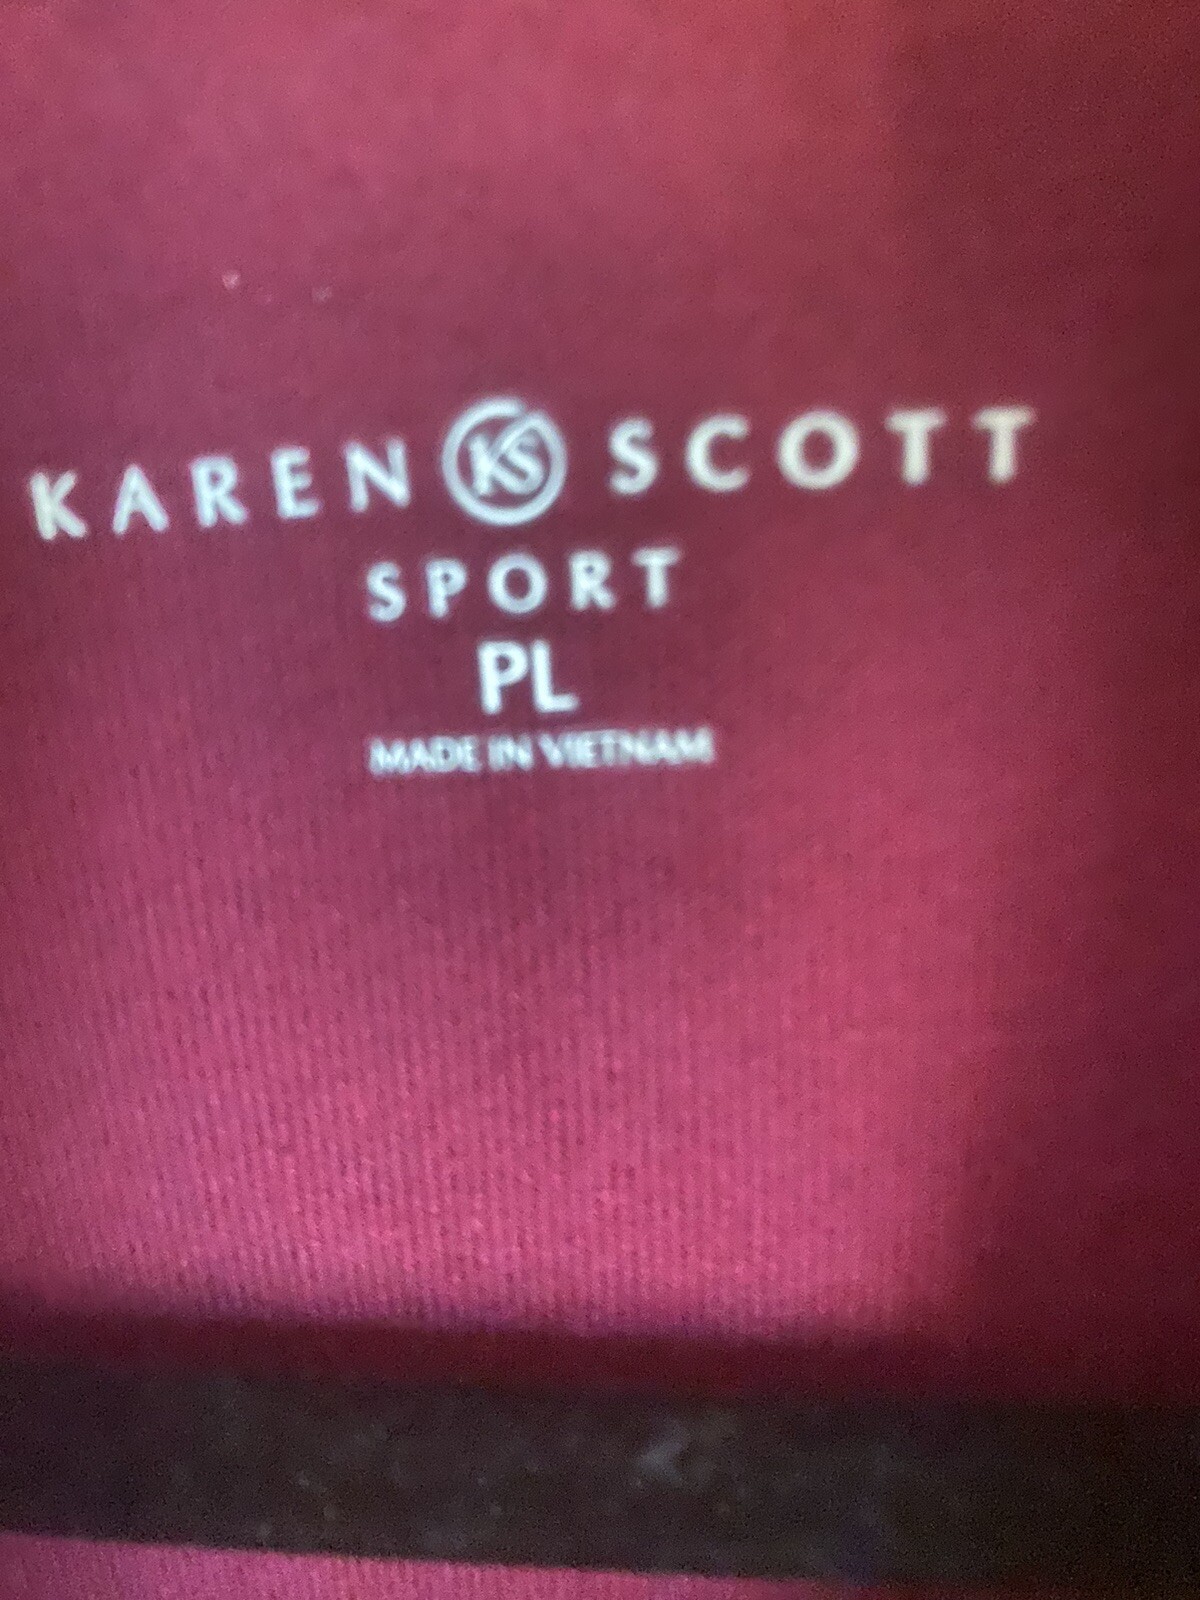 KAREN KS SCOTT
SPORT
PL
MADE IN VIETNAM